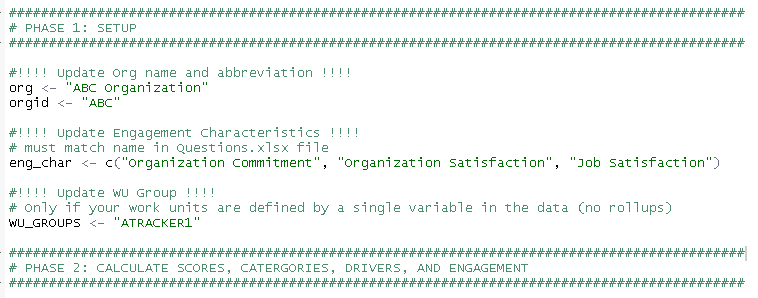 ####################################################################################################
# PHASE 1: SETUP
####################################################################################################
#!!!! Update Org name and abbreviation !!!!
org <- "ABC Organization"
orgid <- "ABC"
#!!!! Update Engagement Characteristics !!!!
# must match name in Questions.xlsx file
eng_char <- c("Organization Commitment", "Organization Satisfaction", "Job Satisfaction")
#!!!! Update WU Group !!!!
# Only if your work units are defined by a single variable in the data (no rollups)
WU_GROUPS <- "ATRACKER1"
####################################################################################################
# PHASE 2: CALCULATE SCORES, CATERGORIES, DRIVERS, AND ENGAGEMENT
####################################################################################################